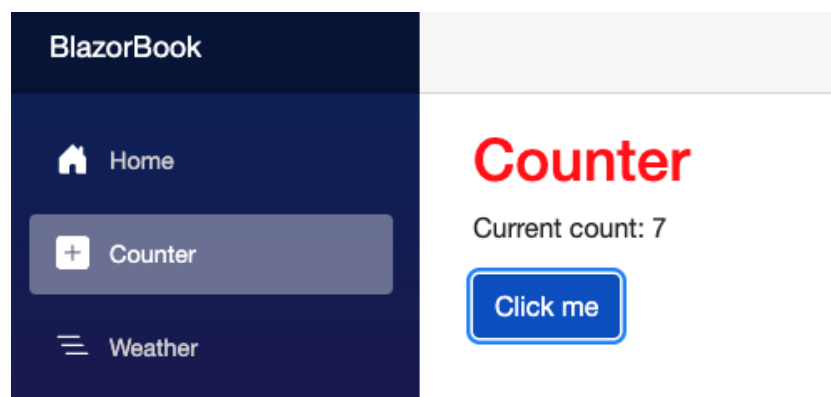 BlazorBook
Home
Counter
Weather
Counter
Current count: 7
Click me